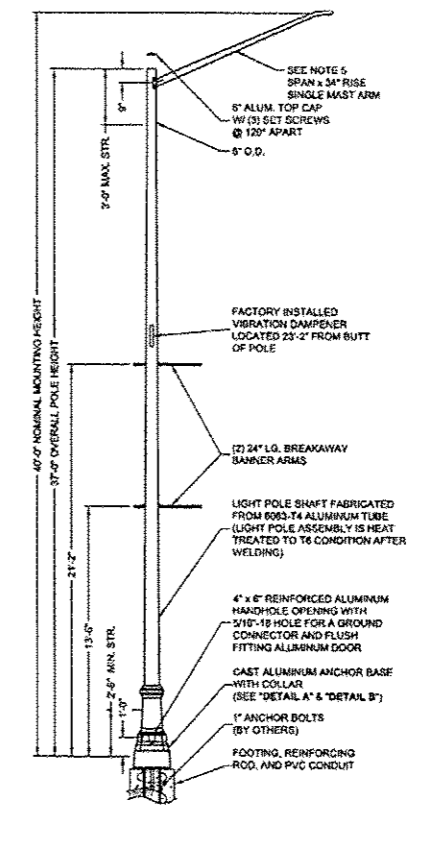 SEE NOTE 5
SPAN x 34" RISE
SINGLE MAST ARM
6" ALUM. TOP CAP
W/ (3) SET SCREWS
@ 120° APART
6" O.D.
9"
3'-0" MAX. STR.
40'-0" NOMINAL MOUNTING HEIGHT
37'-0" OVERALL POLE HEIGHT
FACTORY INSTALLED
VIBRATION DAMPENER
LOCATED 23'-2" FROM BUTT
OF POLE
(2) 24" LG. BREAKAWAY
BANNER ARMS
21'-2"
13'-6"
LIGHT POLE SHAFT FABRICATED
FROM 6063-T4 ALUMINUM TUBE
(LIGHT POLE ASSEMBLY IS HEAT
TREATED TO T6 CONDITION AFTER
WELDING)
2'-6" MIN. STR.
1'-0"
4" x 6" REINFORCED ALUMINUM
HANDHOLE OPENING WITH
5/16"-18 HOLE FOR A GROUND
CONNECTOR AND FLUSH
FITTING ALUMINUM DOOR
CAST ALUMINUM ANCHOR BASE
WITH COLLAR
(SEE "DETAIL A" & "DETAIL B")
1" ANCHOR BOLTS
(BY OTHERS)
FOOTING, REINFORCING
ROD, AND PVC CONDUIT